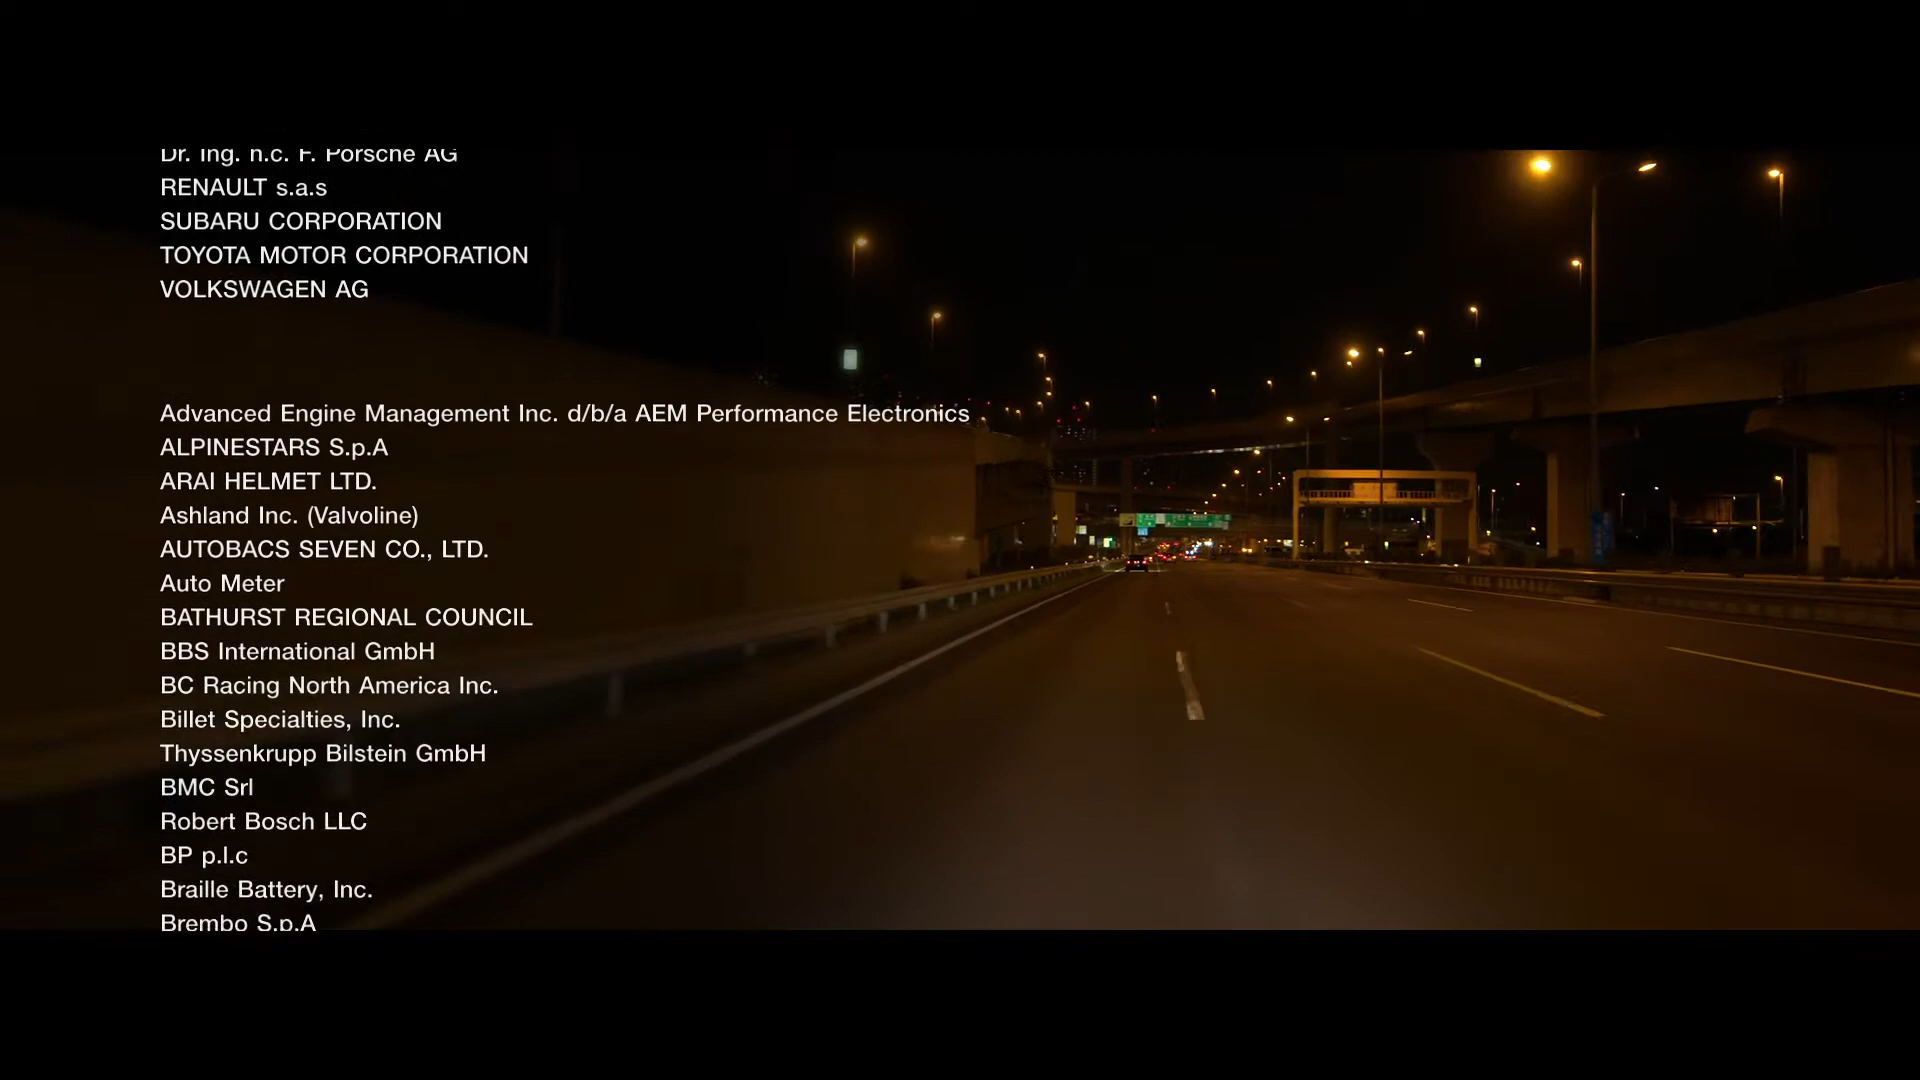 Dr. Ing. h.c. F. Porsche AG
RENAULT s.a.s
SUBARU CORPORATION
TOYOTA MOTOR CORPORATION
VOLKSWAGEN AG
Advanced Engine Management Inc. d/b/a AEM Performance Electronics
ALPINESTARS S.p.A
ARAI HELMET LTD.
Ashland Inc. (Valvoline)
AUTOBACS SEVEN CO., LTD.
Auto Meter
BATHURST REGIONAL COUNCIL
BBS International GmbH
BC Racing North America Inc.
Billet Specialties, Inc.
Thyssenkrupp Bilstein GmbH
BMC Srl
Robert Bosch LLC
BP p.l.c
Braille Battery, Inc.
Brembo S.p.A